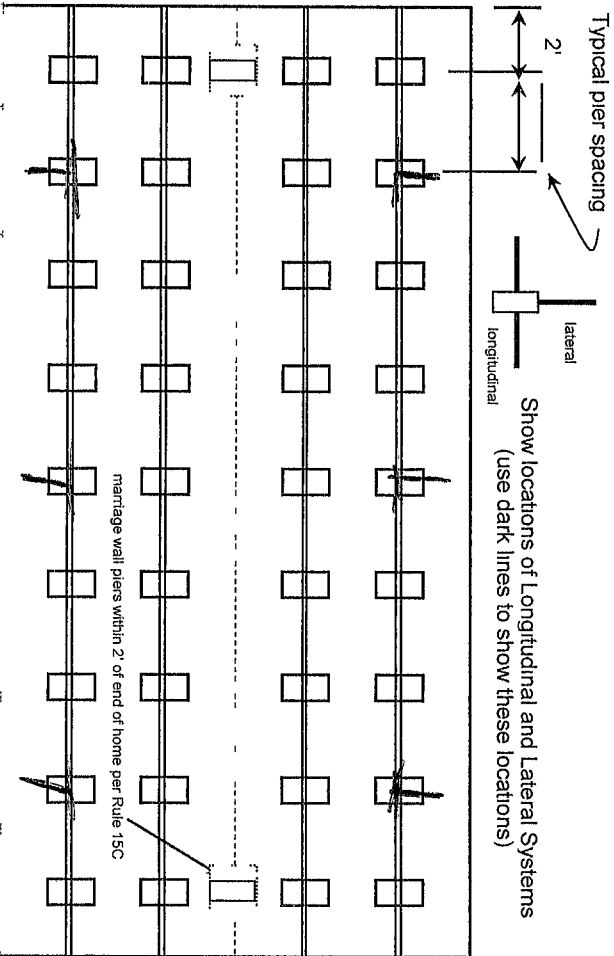 Typical pier spacing
2'
lateral
longitudinal
Show locations of Longitudinal and Lateral Systems
(use dark lines to show these locations)
marriage wall piers within 2' of end of home per Rule 15C